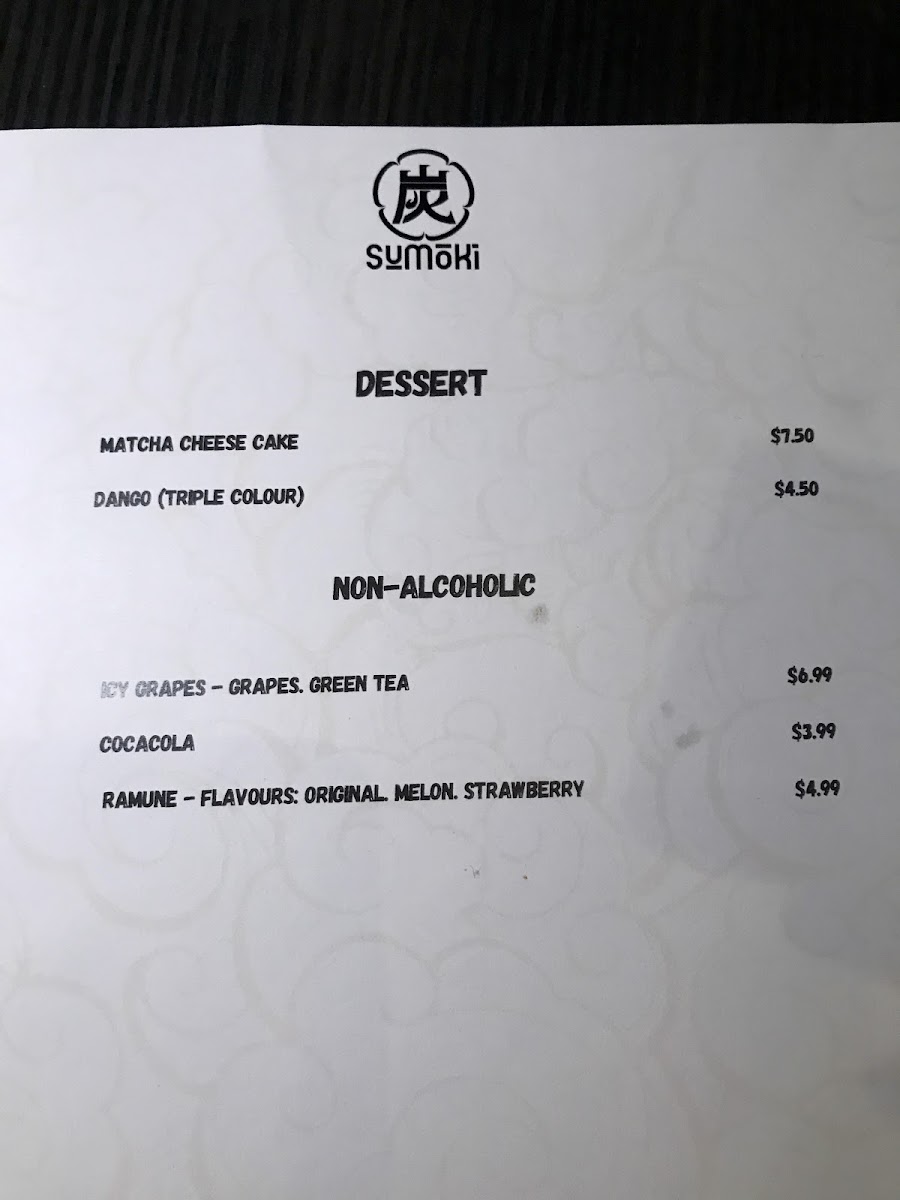 炭
SUMŌKI
DESSERT
MATCHA CHEESE CAKE $7.50
DANGO (TRIPLE COLOUR) $4.50
NON-ALCOHOLIC
ICY GRAPES - GRAPES. GREEN TEA $6.99
COCACOLA $3.99
RAMUNE - FLAVOURS: ORIGINAL. MELON. STRAWBERRY $4.99